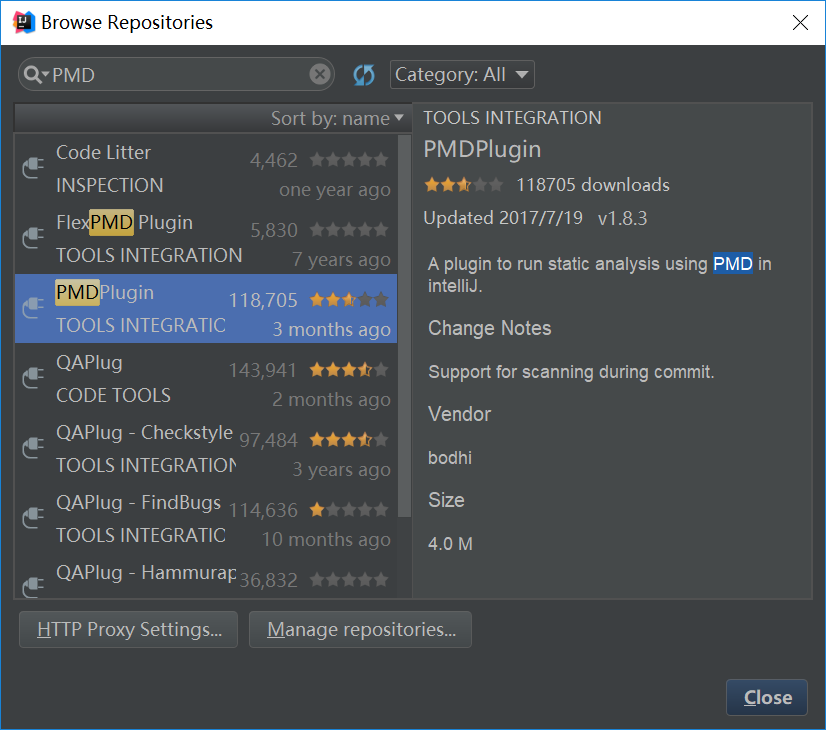 Browse Repositories
PMD
Category: All
Sort by: name
Code Litter 4,462
INSPECTION one year ago
FlexPMD Plugin 5,830
TOOLS INTEGRATION 7 years ago
PMDPlugin 118,705
TOOLS INTEGRATIC 3 months ago
QAPlug 143,941
CODE TOOLS 2 months ago
QAPlug - Checkstyle 97,484
TOOLS INTEGRATION 3 years ago
QAPlug - FindBugs 114,636
TOOLS INTEGRATIC 10 months ago
QAPlug - Hammurap 36,832
TOOLS INTEGRATION
PMDPlugin
118705 downloads
Updated 2017/7/19 v1.8.3
A plugin to run static analysis using PMD in
intelliJ.
Change Notes
Support for scanning during commit.
Vendor
bodhi
Size
4.0 M
HTTP Proxy Settings...
Manage repositories...
Close